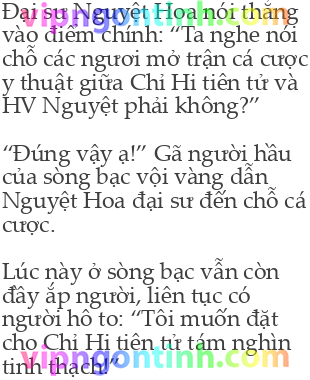 Đại sư Nguyệt Hoa nói thẳng
vào điểm chính: “Ta nghe nói
chỗ các ngươi mở trận cá cược
y thuật giữa Chỉ Hi tiên tử và
HV Nguyệt phải không?”
“Đúng vậy ạ!” Gã người hầu
của sòng bạc vội vàng dẫn
Nguyệt Hoa đại sư đến chỗ cá
cược.
Lúc này ở sòng bạc vẫn còn
đầy ắp người, liên tục có
người hô to: “Tôi muốn đặt
cho Chỉ Hi tiên tử tám nghìn
tinh thạch!”
vipngontinh.com
vipngontinh.com